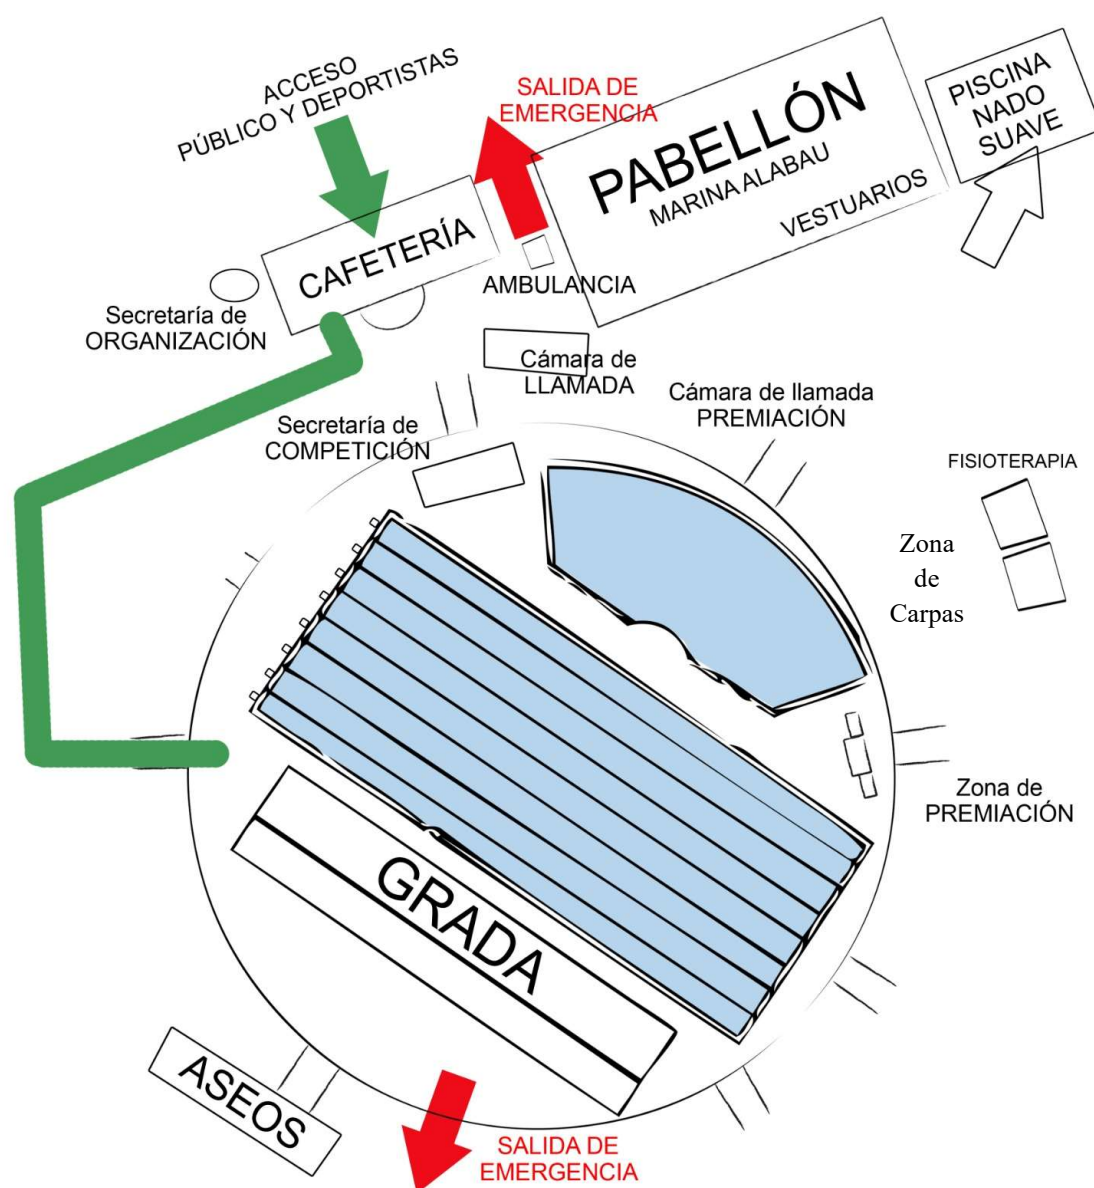 ACCESO
PÚBLICO Y DEPORTISTAS
SALIDA DE
EMERGENCIA
PABELLÓN
MARINA ALABAU
VESTUARIOS
PISCINA
NADO
SUAVE
CAFETERÍA
AMBULANCIA
Secretaría de
ORGANIZACIÓN
Cámara de
LLAMADA
Cámara de llamada
PREMIACIÓN
Secretaría de
COMPETICIÓN
FISIOTERAPIA
Zona
de
Carpas
Zona de
PREMIACIÓN
GRADA
ASEOS
SALIDA DE
EMERGENCIA